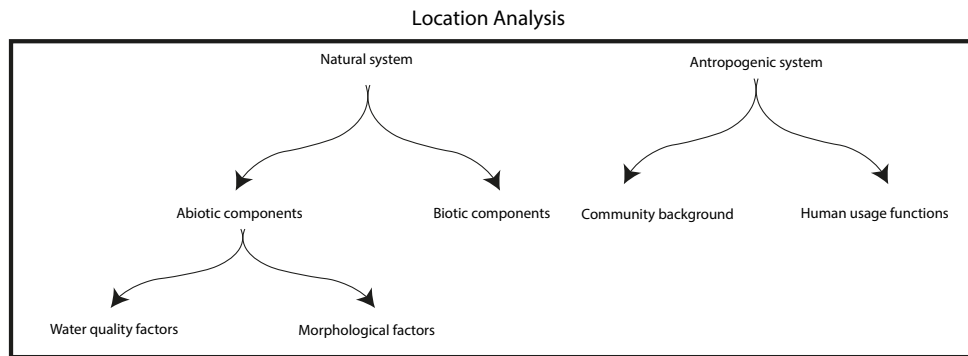 Location Analysis
Natural system
Antropogenic system
Abiotic components
Biotic components
Community background
Human usage functions
Water quality factors
Morphological factors